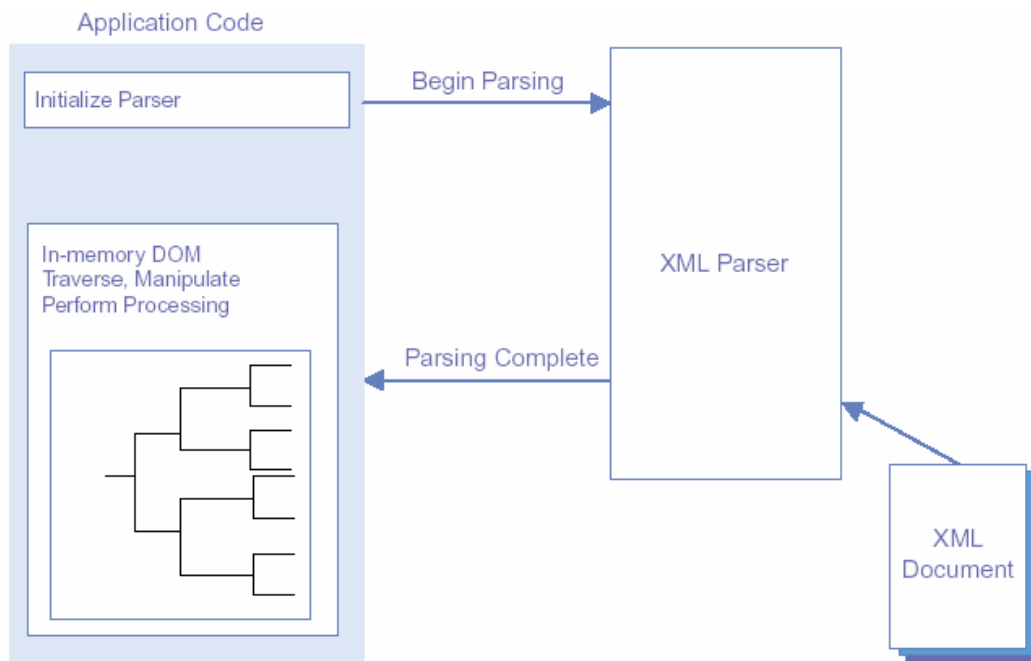 Application Code
Initialize Parser
Begin Parsing
In-memory DOM
Traverse, Manipulate
Perform Processing
XML Parser
Parsing Complete
XML
Document